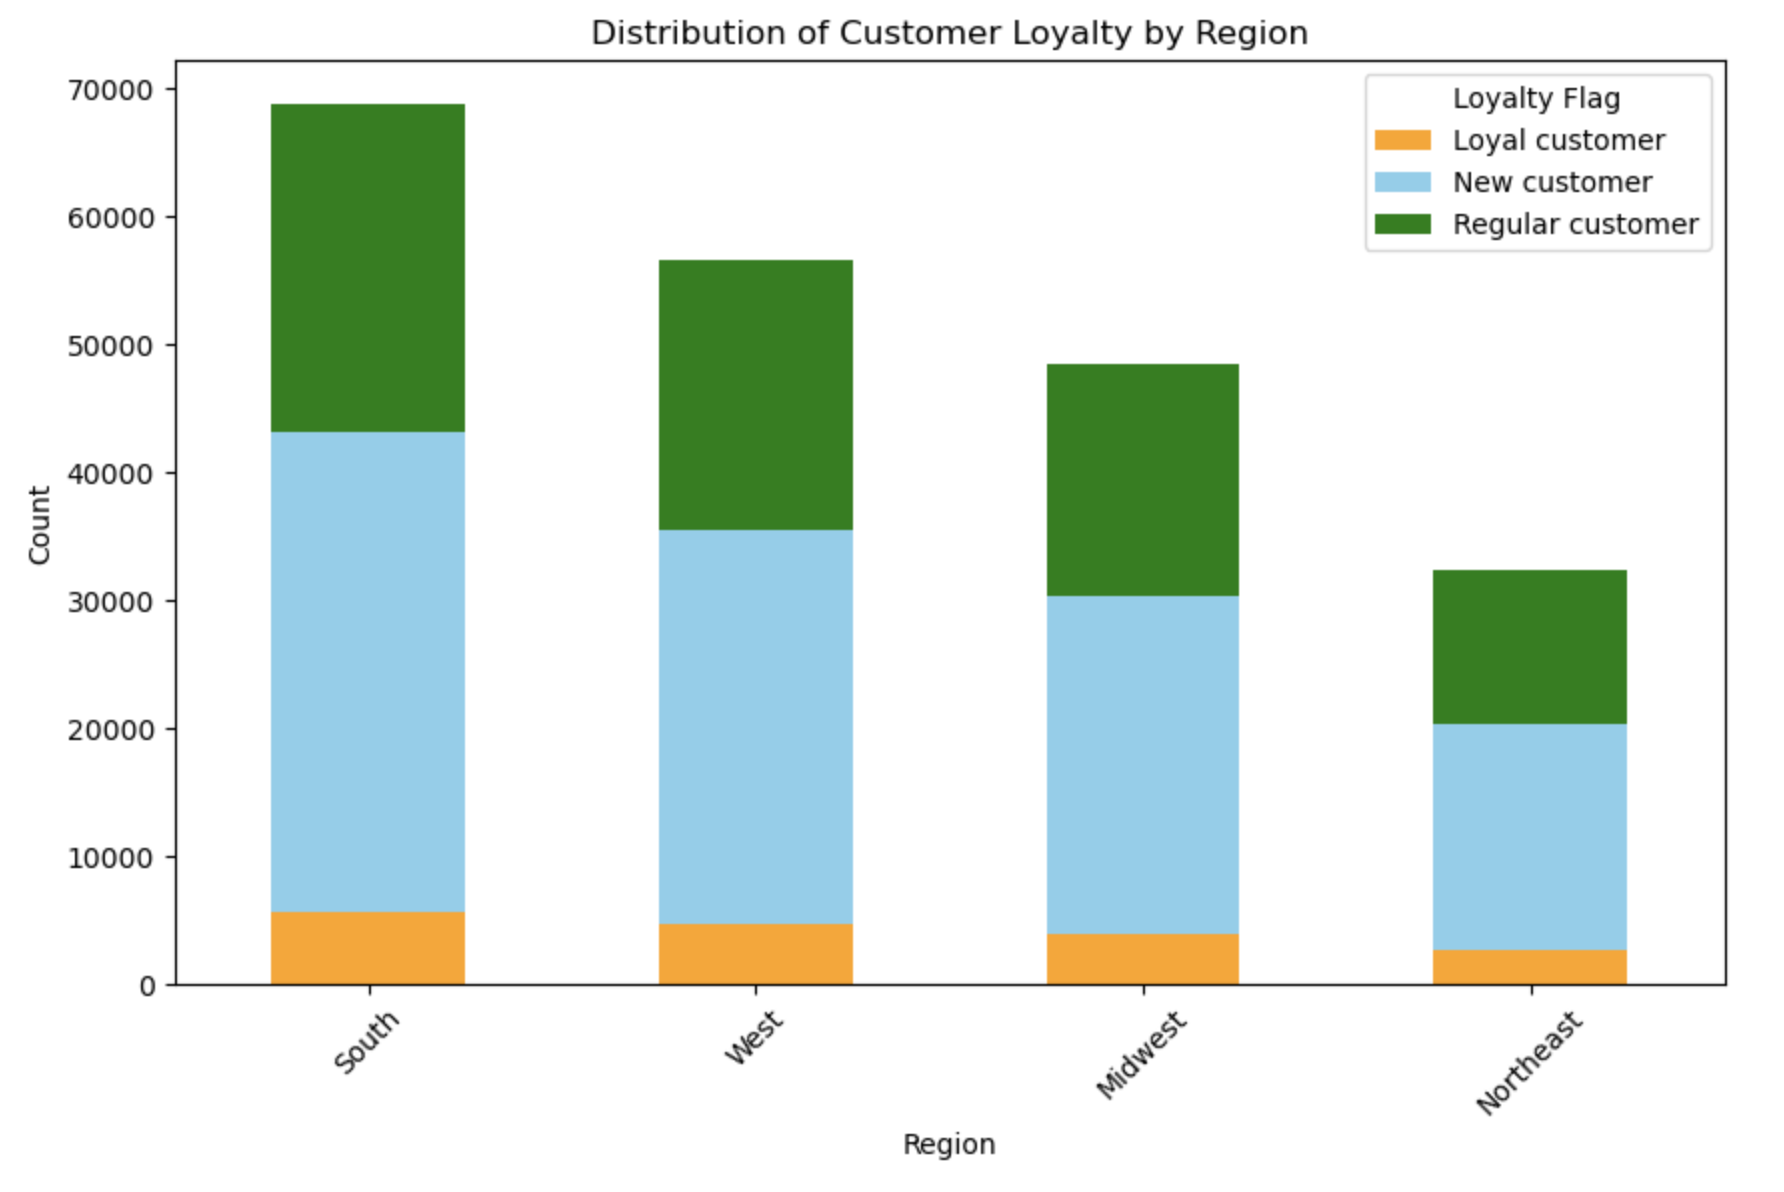 Distribution of Customer Loyalty by Region
Loyalty Flag
Loyal customer
New customer
Regular customer
70000
60000
50000
40000
30000
20000
10000
0
Count
South
West
Midwest
Northeast
Region